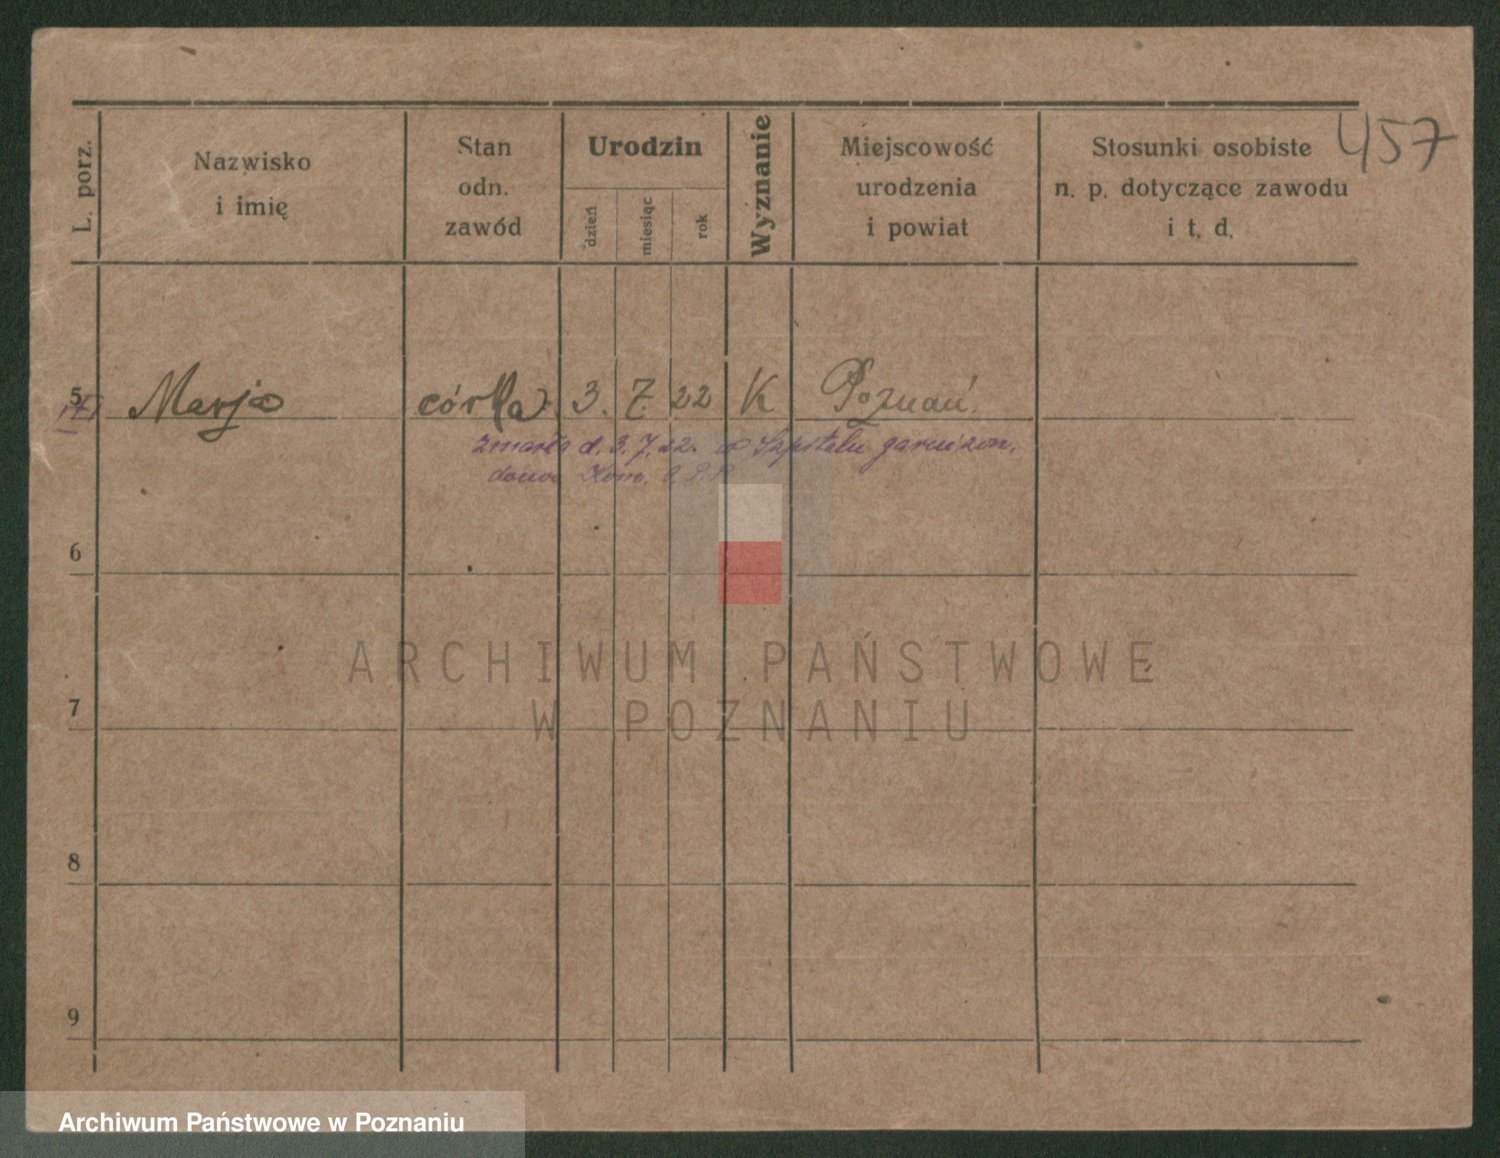 457
L. porz.
Nazwisko
i imię
Stan
odn.
zawód
Urodzin
dzień
miesiąc
rok
Wyznanie
Miejscowość
urodzenia
i powiat
Stosunki osobiste
n. p. dotyczące zawodu
i t. d.
5 Marja córka 3. 7. 22 K Poznań
zmarła d. 3. 7. 22. w Szpitalu garnizon.
6
7
8
9
ARCHIWUM PAŃSTWOWE
W POZNANIU
Archiwum Państwowe w Poznaniu